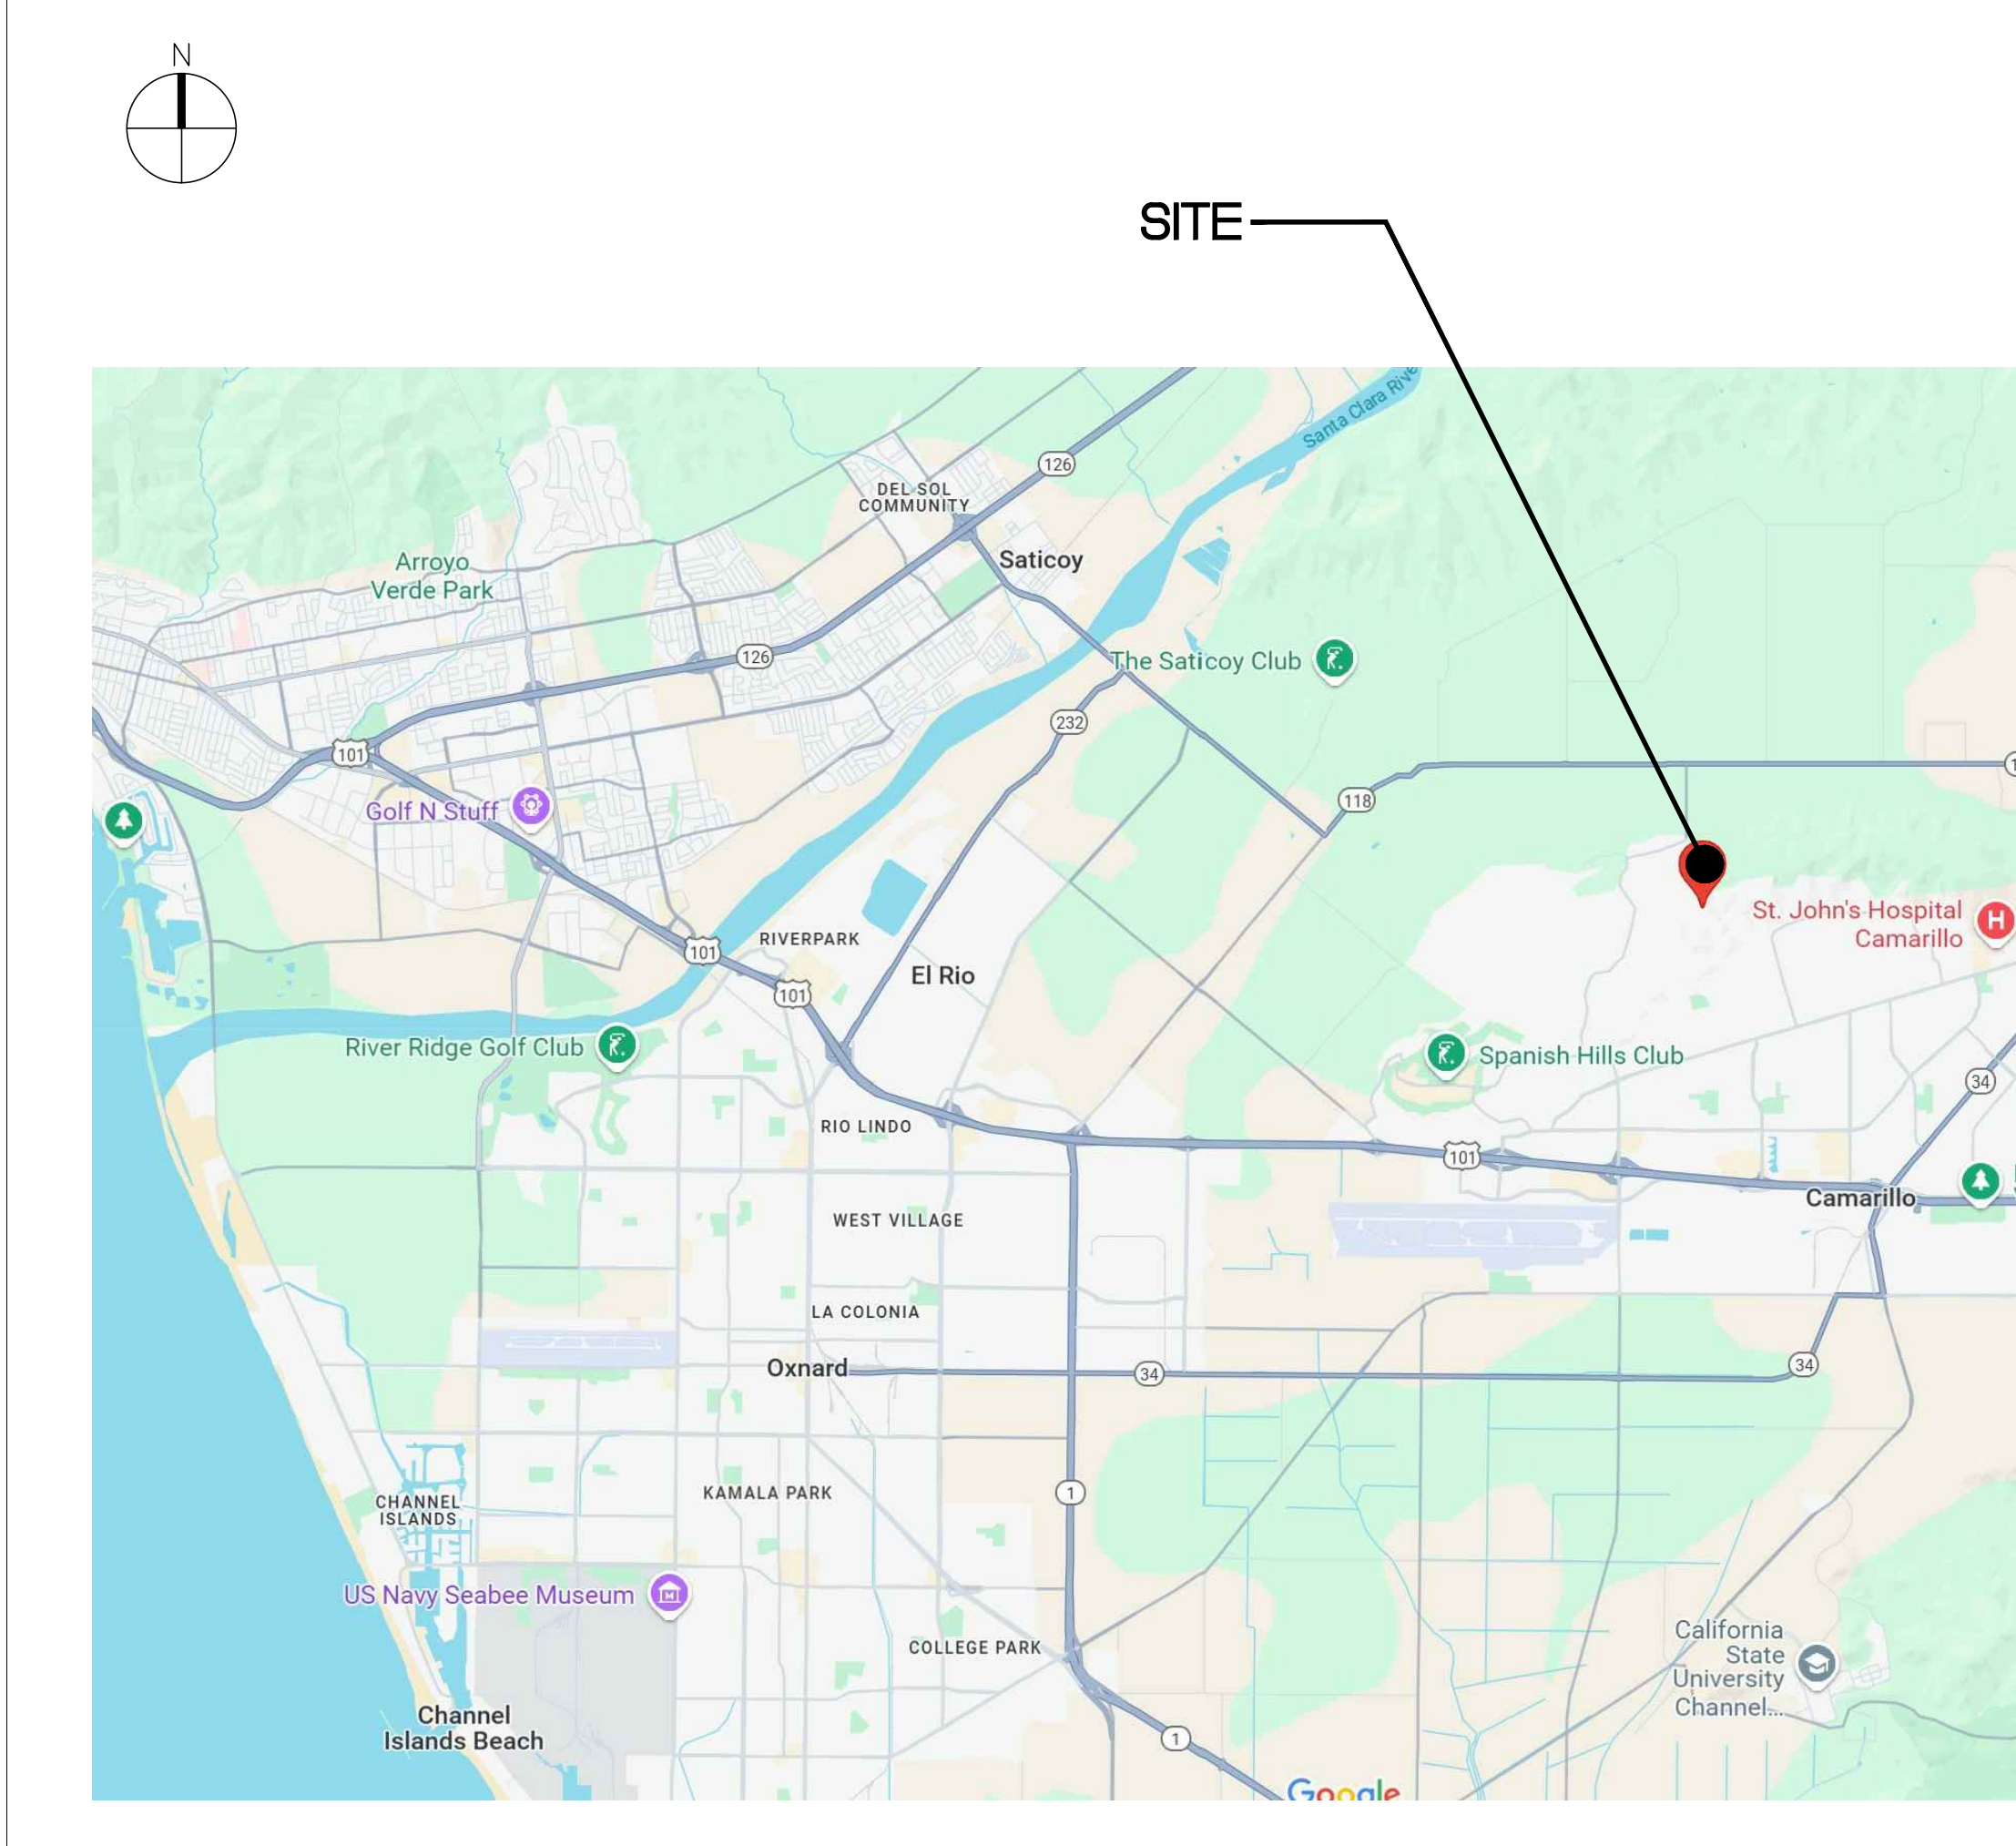 N
SITE
Santa Clara Rive
126
DEL SOL
COMMUNITY
Saticoy
Arroyo
Verde Park
126
The Saticoy Club
232
101
118
Golf N Stuff
St. John's Hospital
Camarillo
H
RIVERPARK
101
El Rio
101
River Ridge Golf Club
Spanish Hills Club
34
RIO LINDO
101
Camarillo
WEST VILLAGE
LA COLONIA
Oxnard
34
34
KAMALA PARK
1
CHANNEL
ISLANDS
US Navy Seabee Museum
M
COLLEGE PARK
California
State
University
Channel...
Channel
Islands Beach
1
Google